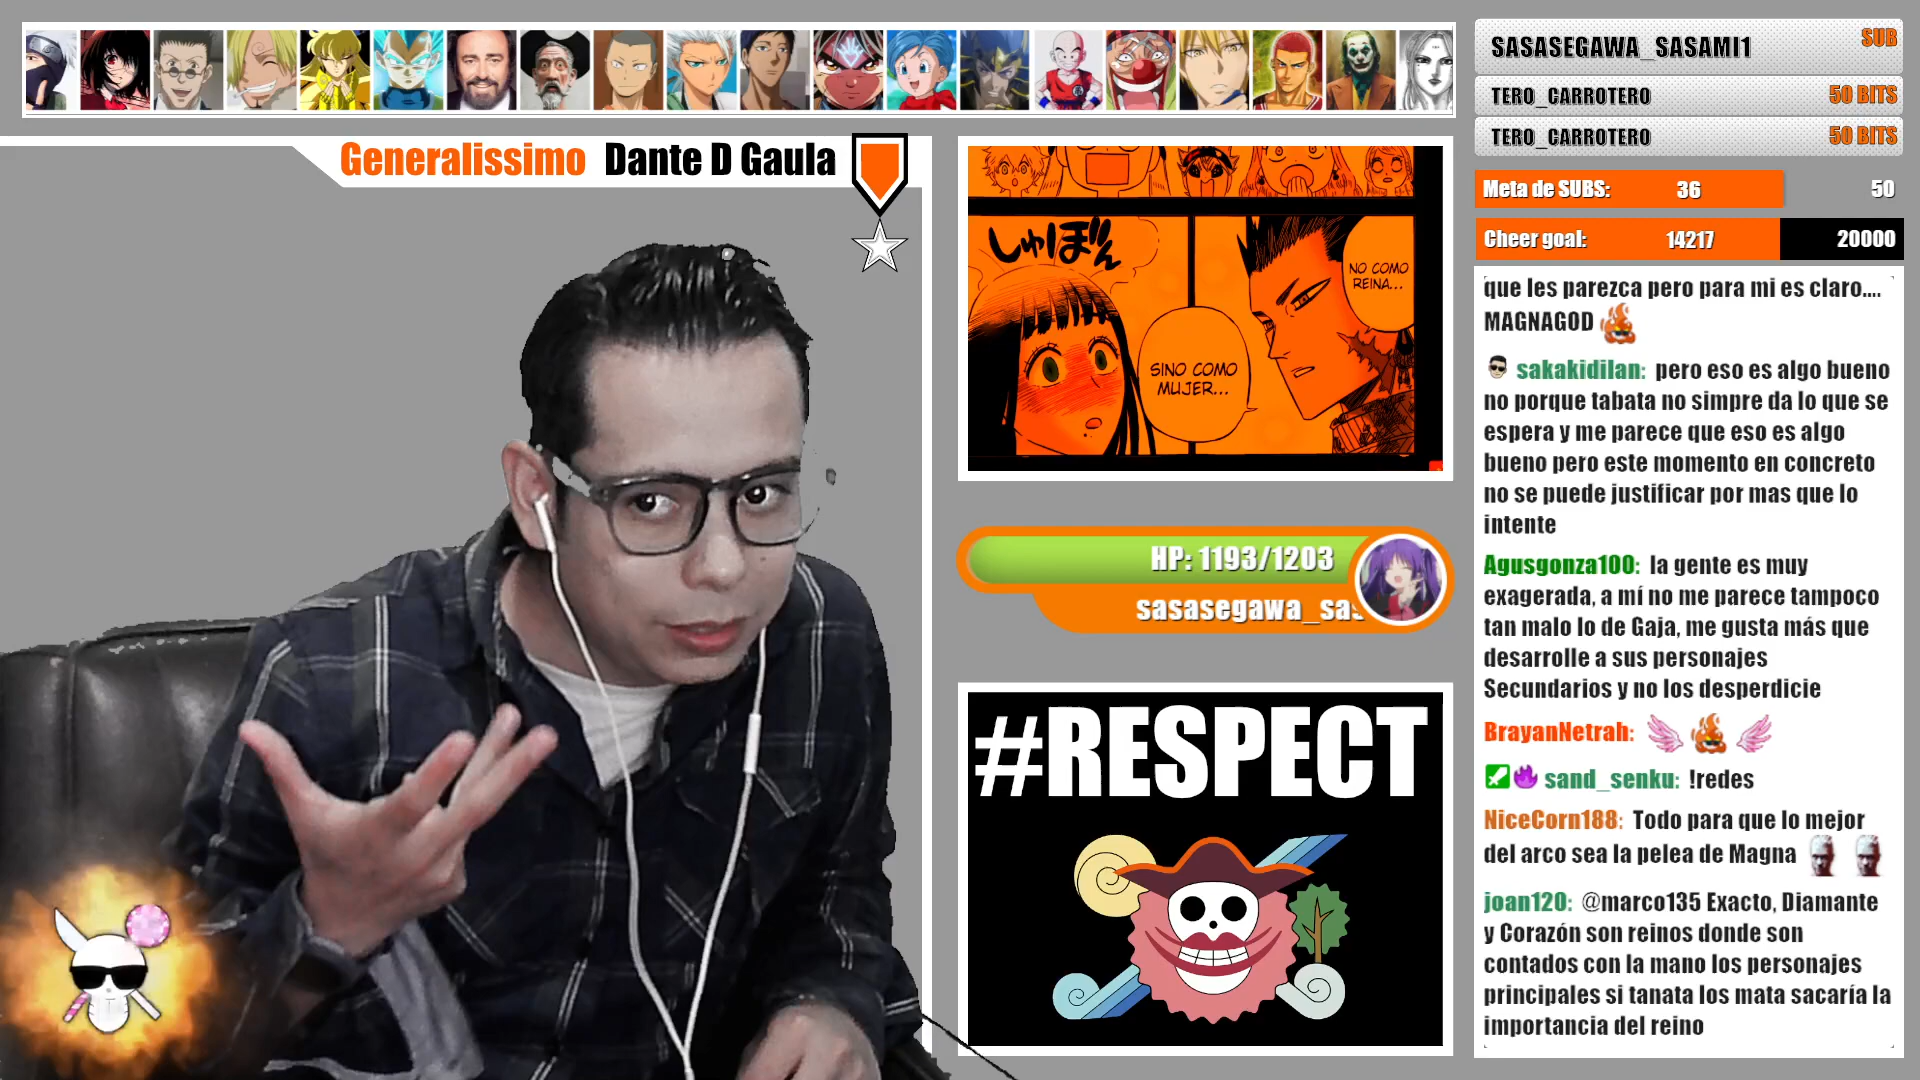 SASASEGAWA_SASAMI1 SUB
TERO_CARROTERO 50 BITS
TERO_CARROTERO 50 BITS
Meta de SUBS: 36 50
Cheer goal: 14217 20000
Generalissimo Dante D Gaula
しゅぽん
NO COMO
REINA...
SINO COMO
MUJER...
HP: 1193/1203
sasasegawa_sas
#RESPECT
que les parezca pero para mi es claro....
MAGNAGOD
sakakidilan: pero eso es algo bueno
no porque tabata no simpre da lo que se
espera y me parece que eso es algo
bueno pero este momento en concreto
no se puede justificar por mas que lo
intente
Agusgonza100: la gente es muy
exagerada, a mí no me parece tampoco
tan malo lo de Gaja, me gusta más que
desarrolle a sus personajes
Secundarios y no los desperdicie
BrayanNetrah:
sand_senku: !redes
NiceCorn188: Todo para que lo mejor
del arco sea la pelea de Magna
joan120: @marco135 Exacto, Diamante
y Corazón son reinos donde son
contados con la mano los personajes
principales si tanata los mata sacaría la
importancia del reino